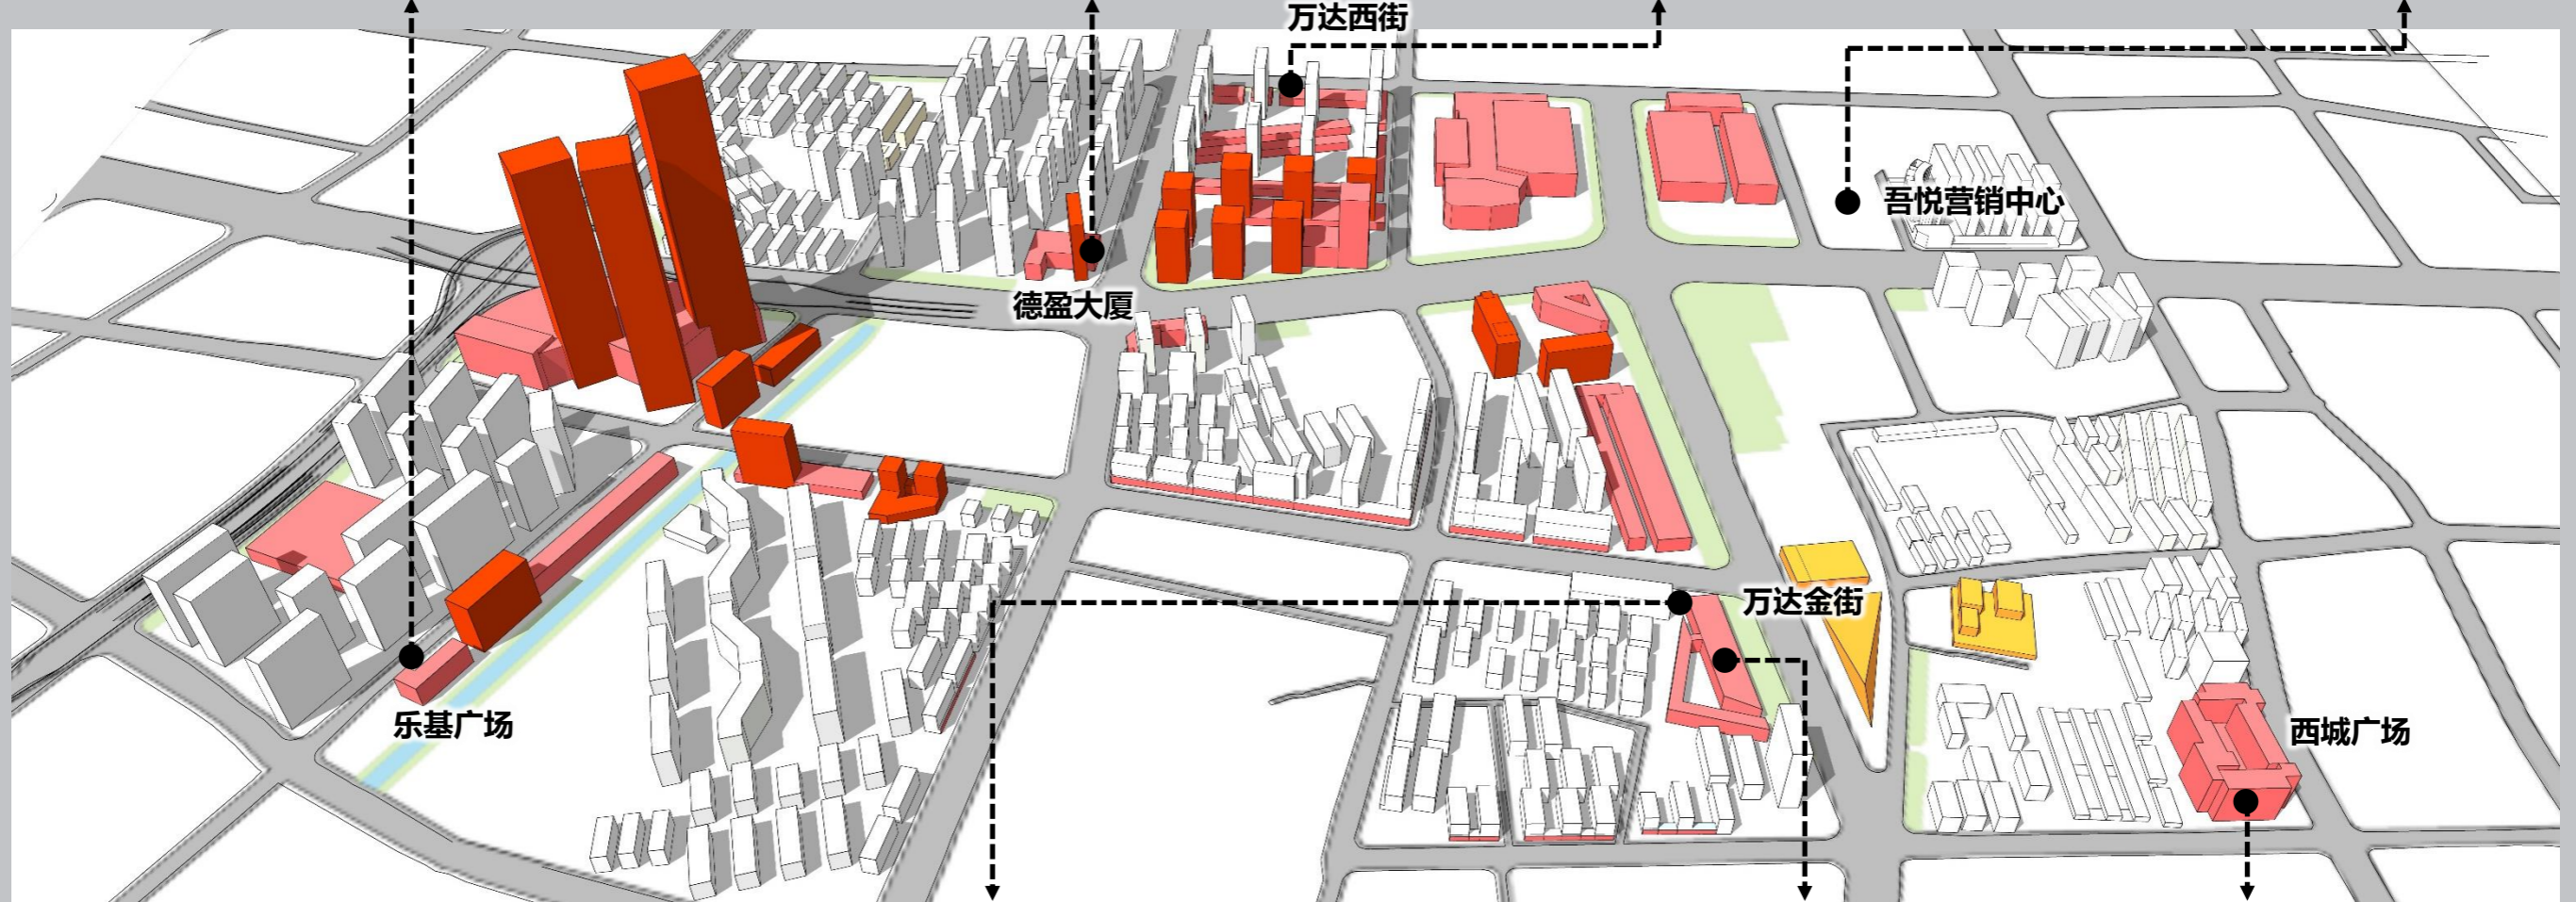 万达西街
吾悦营销中心
德盈大厦
万达金街
乐基广场
西城广场